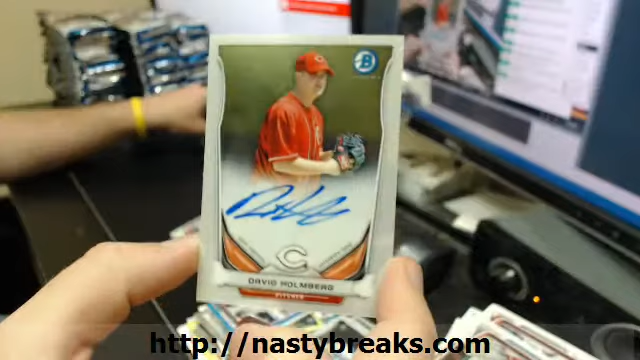 B
C
DAVID HOLMBERG
PITCHER
http://nastybreaks.com